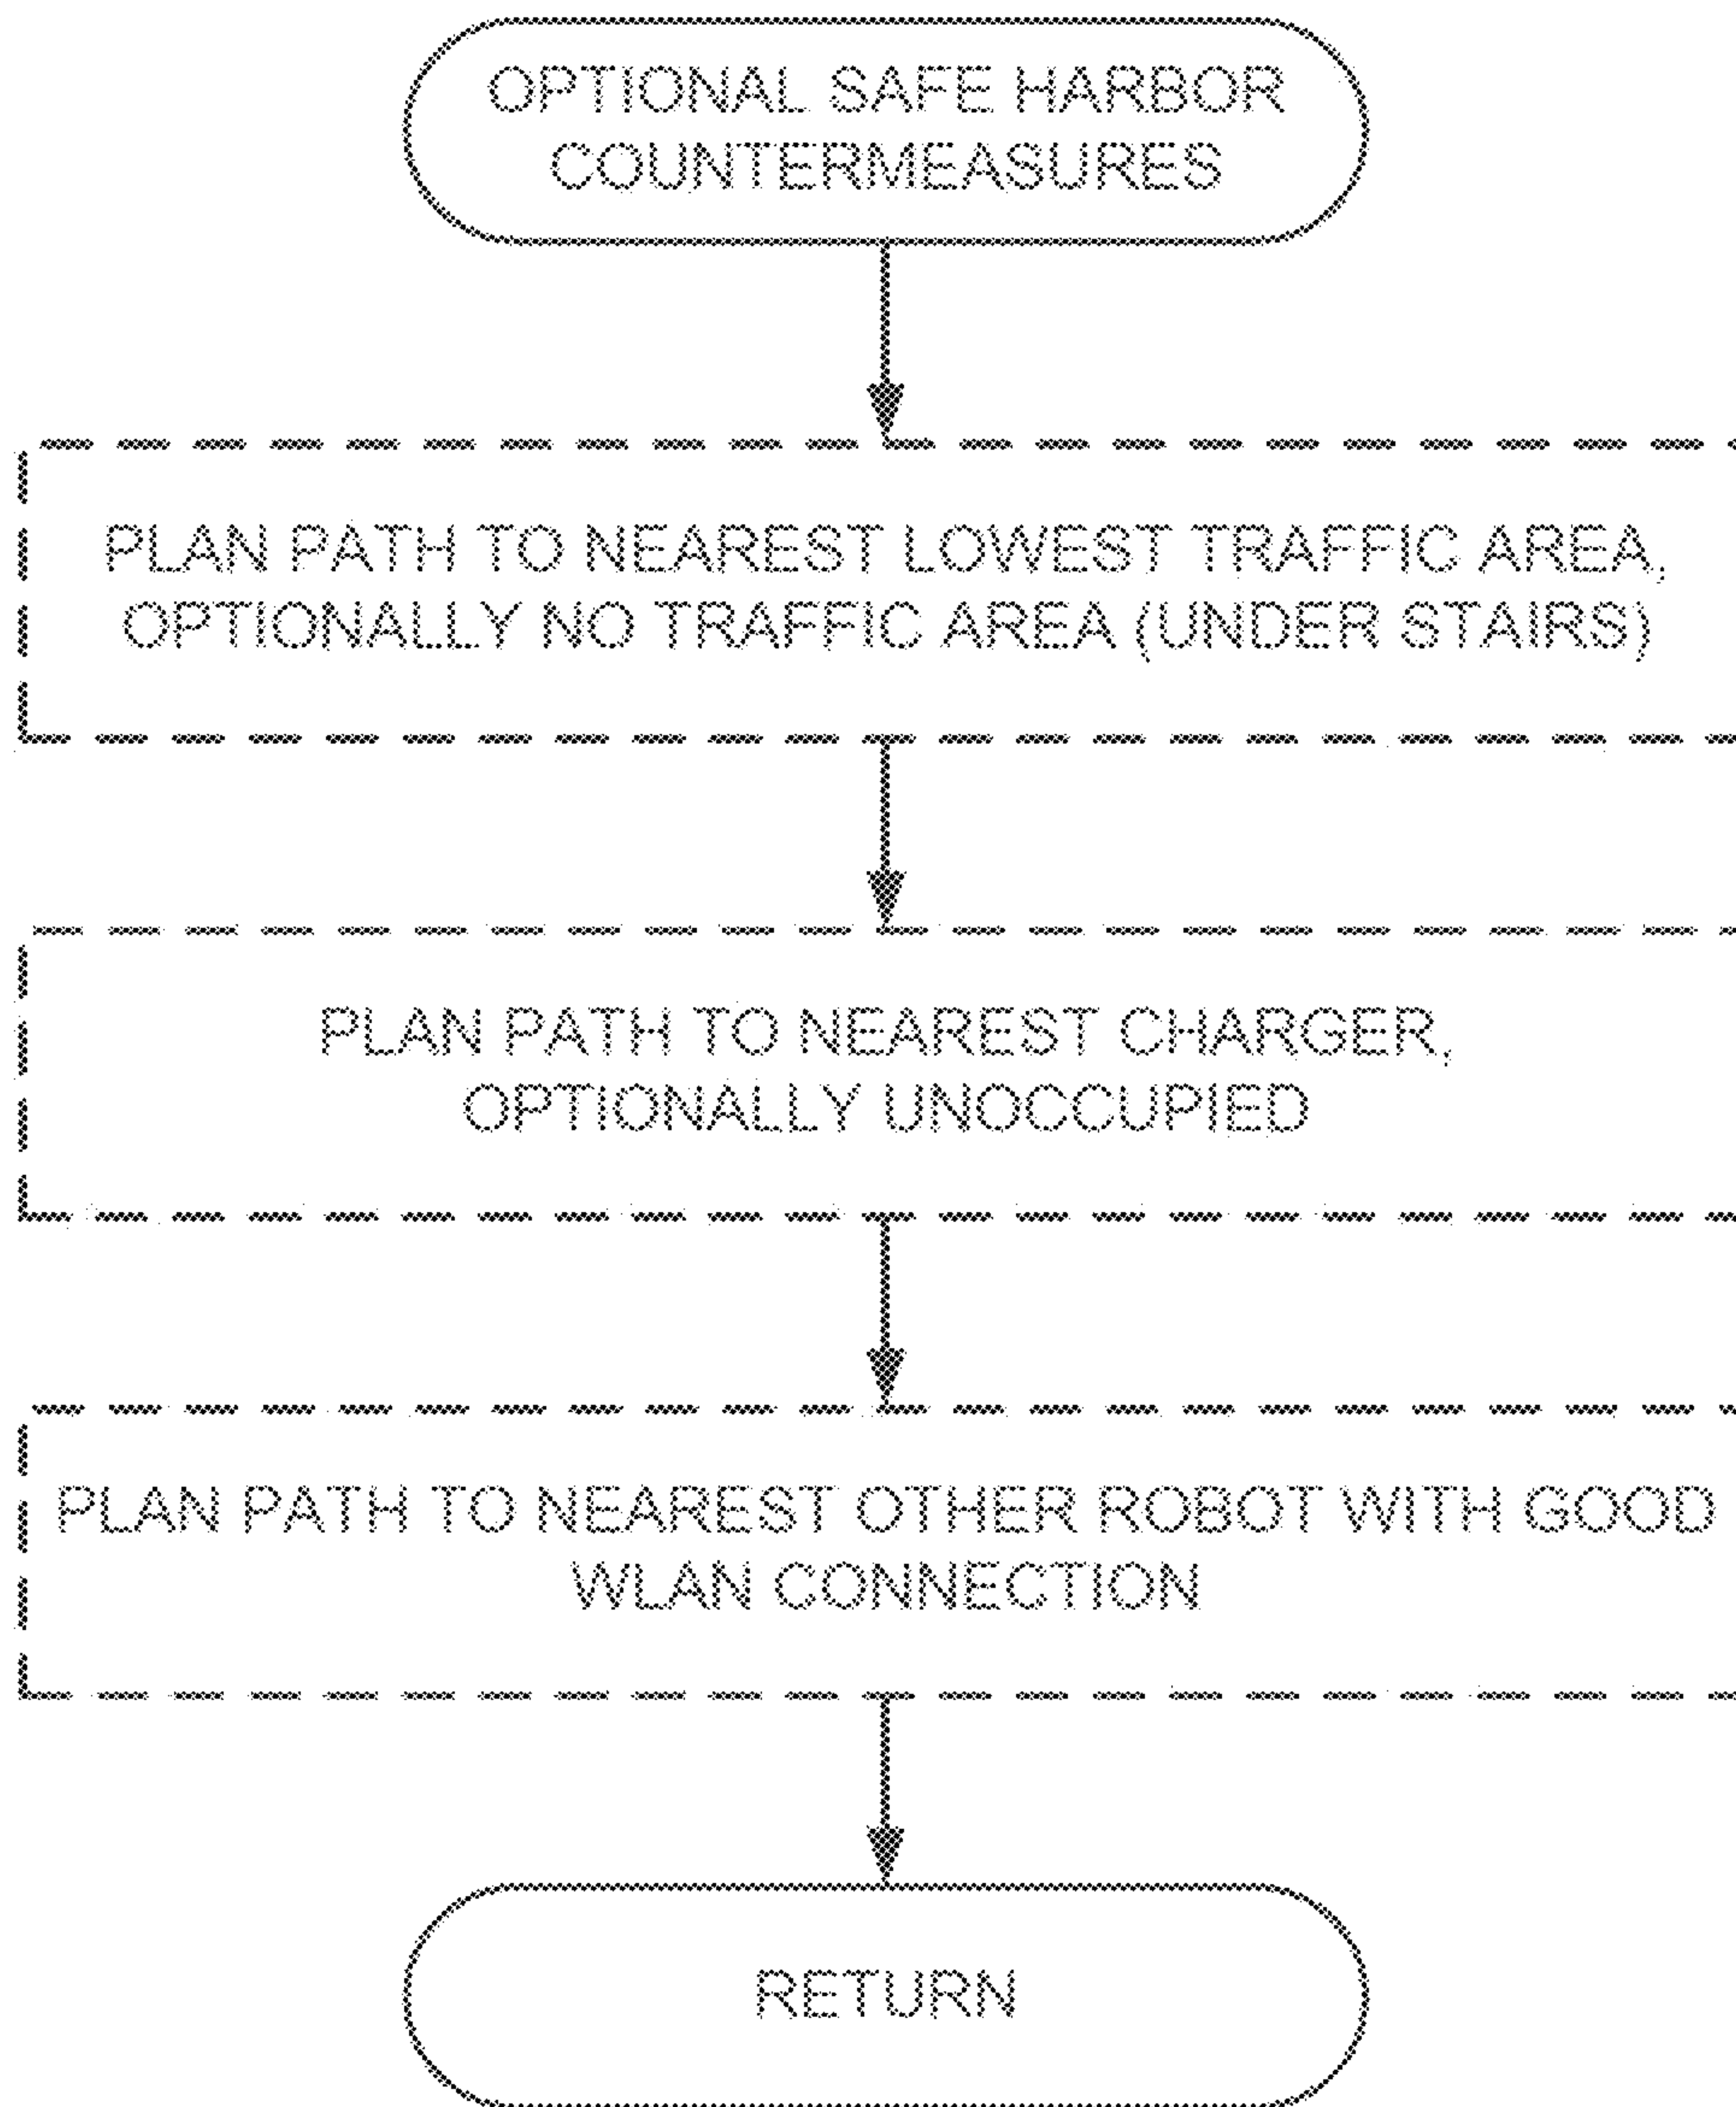 OPTIONAL SAFE HARBOR
COUNTERMEASURES
PLAN PATH TO NEAREST LOWEST TRAFFIC AREA,
OPTIONALLY NO TRAFFIC AREA (UNDER STAIRS)
PLAN PATH TO NEAREST CHARGER,
OPTIONALLY UNOCCUPIED
PLAN PATH TO NEAREST OTHER ROBOT WITH GOOD
WLAN CONNECTION
RETURN